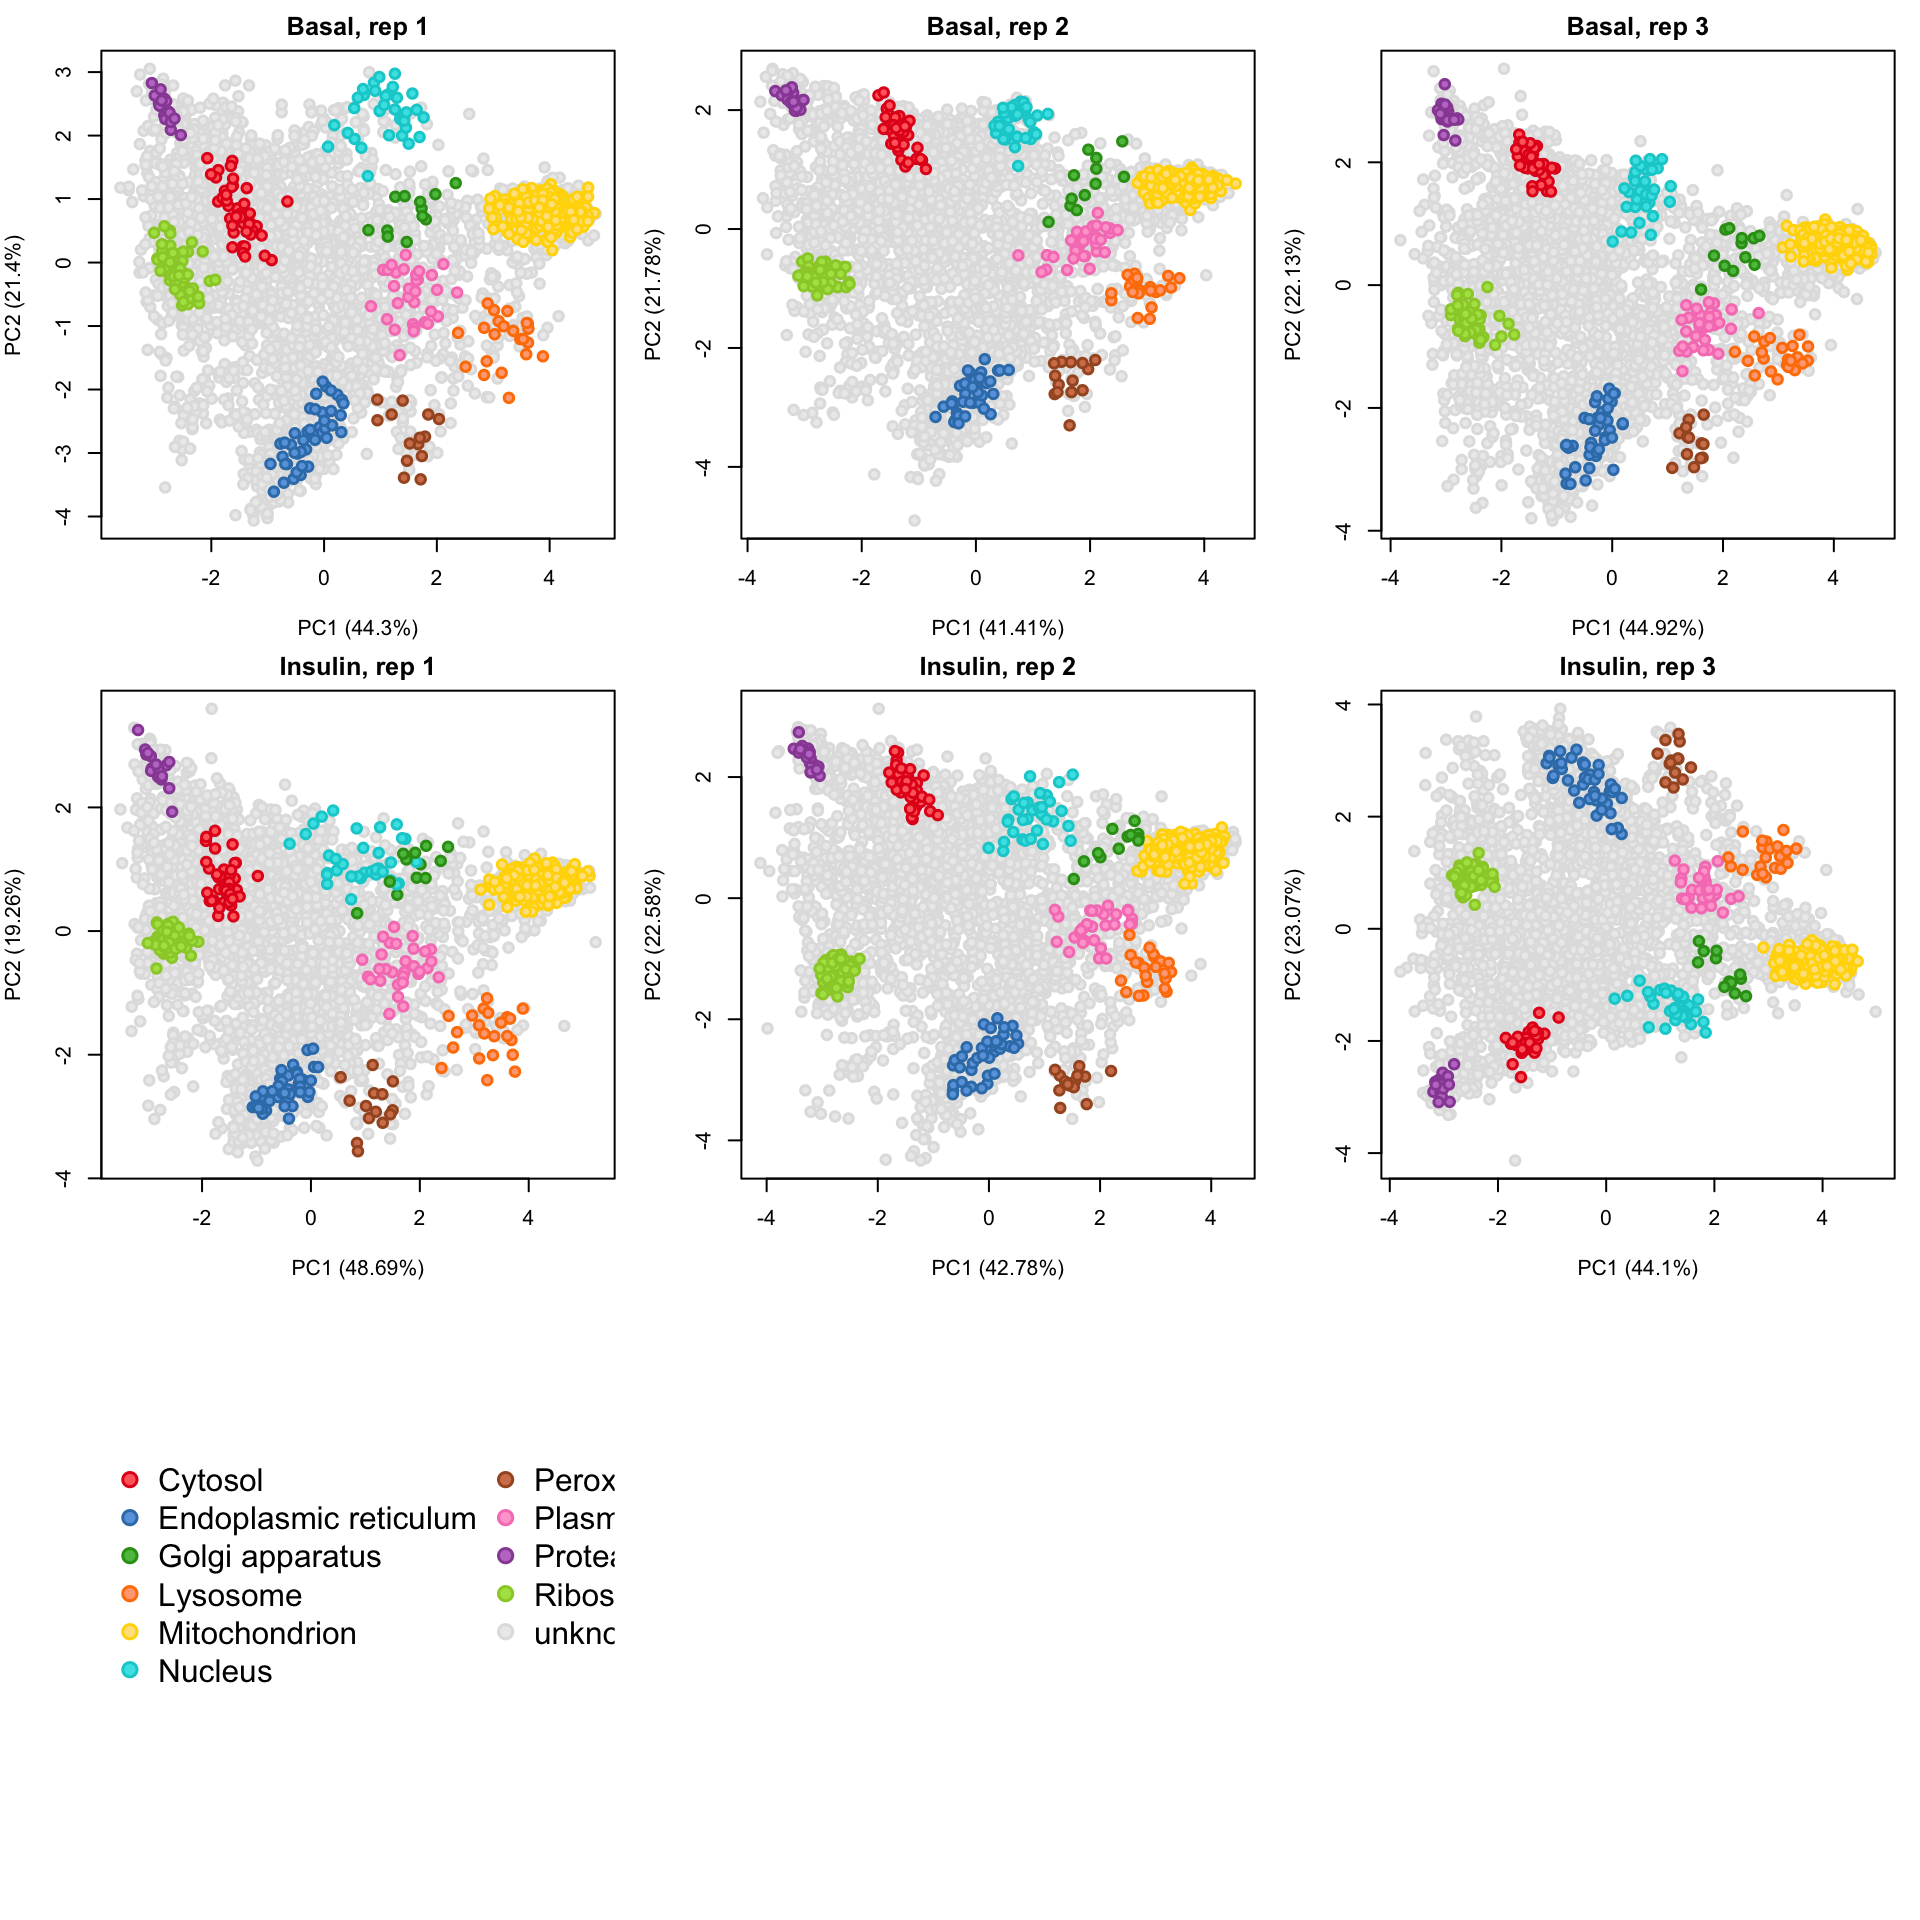 Basal, rep 1
3
2
1
0
-1
-2
-3
-4
PC2 (21.4%)
-2 0 2 4
PC1 (44.3%)
Basal, rep 2
2
0
-2
-4
PC2 (21.78%)
-4 -2 0 2 4
PC1 (41.41%)
Basal, rep 3
2
0
-2
-4
PC2 (22.13%)
-4 -2 0 2 4
PC1 (44.92%)
Insulin, rep 1
2
0
-2
-4
PC2 (19.26%)
-2 0 2 4
PC1 (48.69%)
Insulin, rep 2
2
0
-2
-4
PC2 (22.58%)
-4 -2 0 2 4
PC1 (42.78%)
Insulin, rep 3
4
2
0
-2
-4
PC2 (23.07%)
-4 -2 0 2 4
PC1 (44.1%)
Cytosol
Endoplasmic reticulum
Golgi apparatus
Lysosome
Mitochondrion
Nucleus
Perox
Plasm
Prote
Ribos
unkn